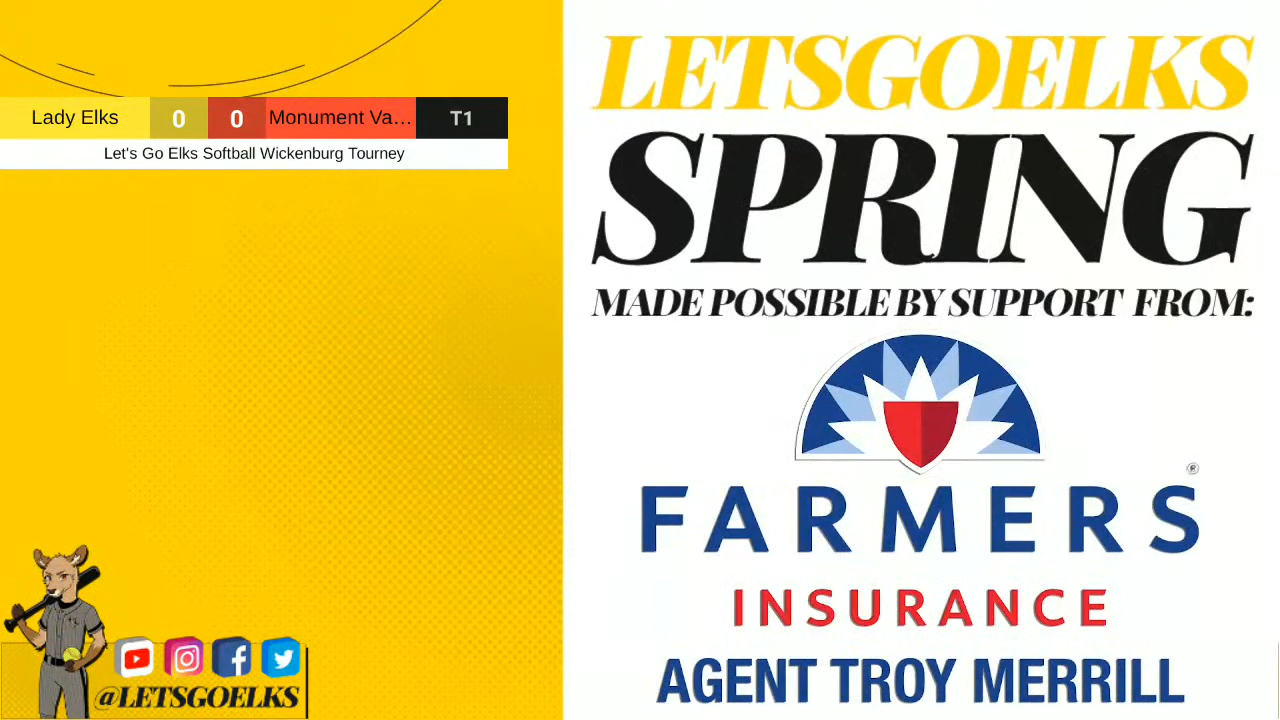 Lady Elks 0 0 Monument Va... T1
Let's Go Elks Softball Wickenburg Tourney
LETSGOELKS
SPRING
MADE POSSIBLE BY SUPPORT FROM:
FARMERS®
INSURANCE
AGENT TROY MERRILL
@LETSGOELKS